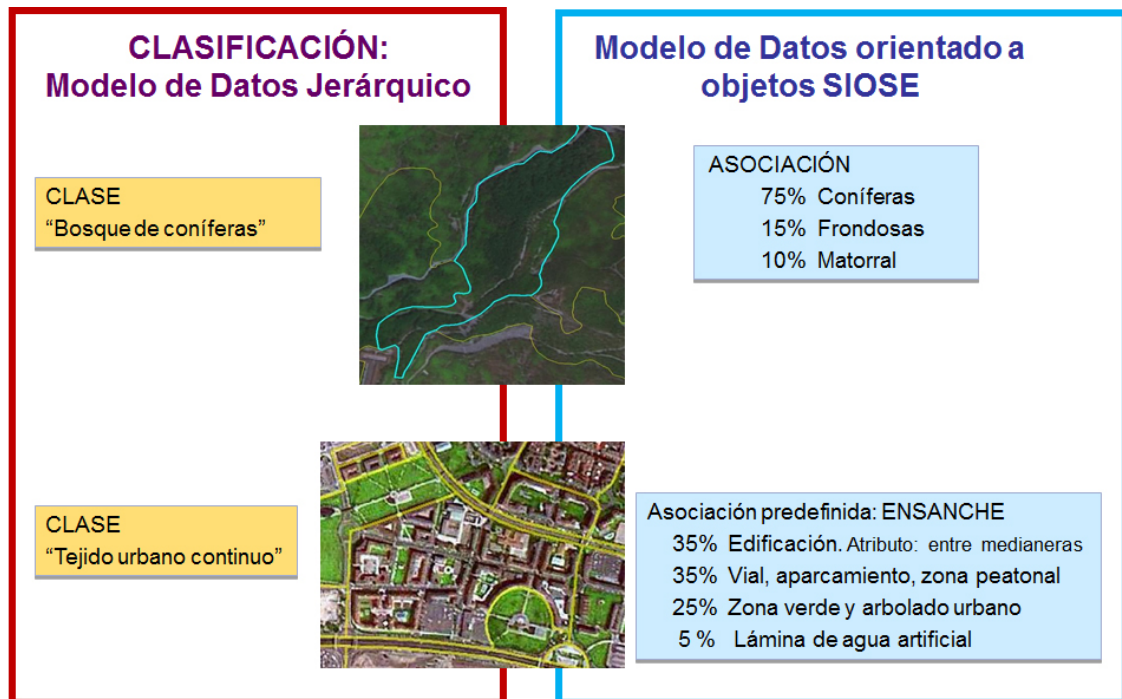 CLASIFICACIÓN:
Modelo de Datos Jerárquico
CLASE
“Bosque de coníferas”
CLASE
“Tejido urbano continuo”
Modelo de Datos orientado a
objetos SIOSE
ASOCIACIÓN
75% Coníferas
15% Frondosas
10% Matorral
Asociación predefinida: ENSANCHE
35% Edificación. Atributo: entre medianeras
35% Vial, aparcamiento, zona peatonal
25% Zona verde y arbolado urbano
5 % Lámina de agua artificial